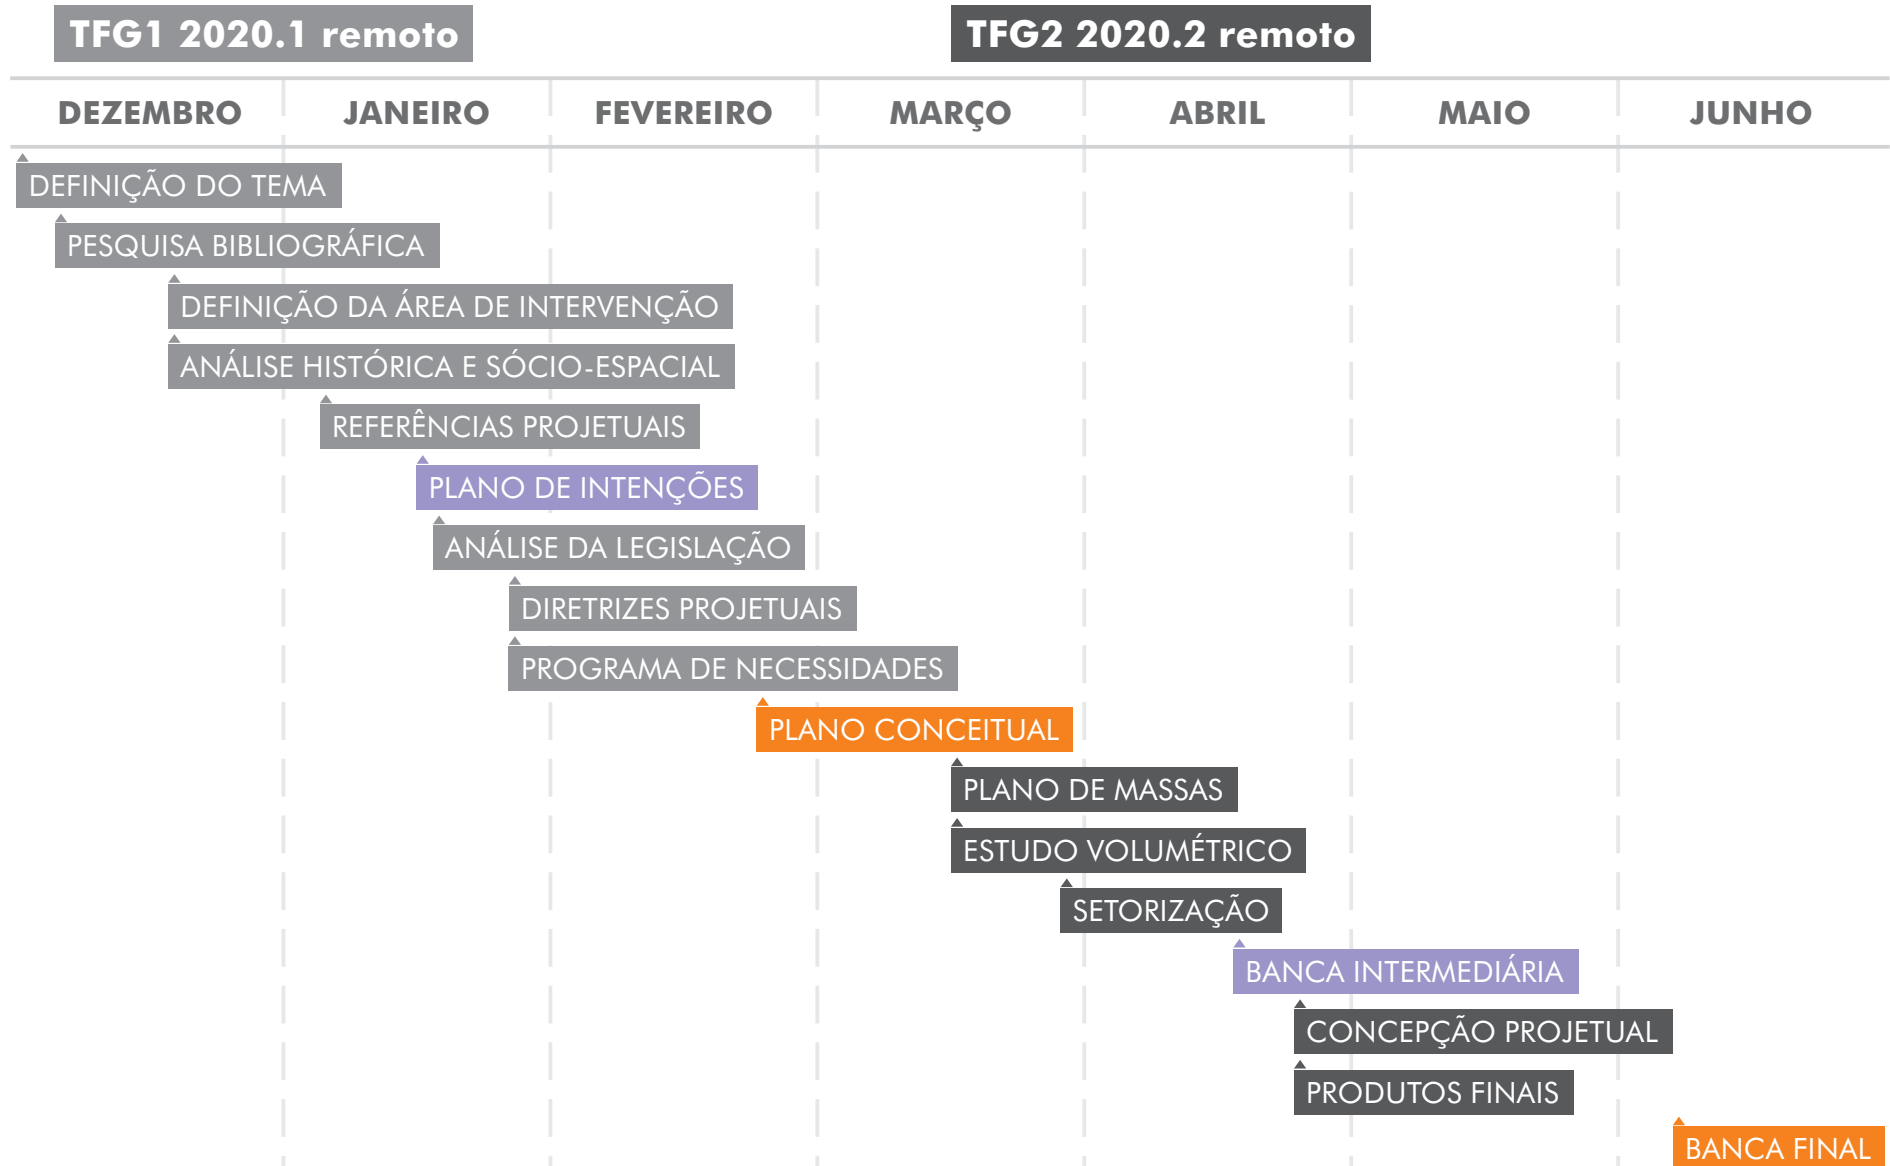 TFG1 2020.1 remoto
TFG2 2020.2 remoto
DEZEMBRO
JANEIRO
FEVEREIRO
MARÇO
ABRIL
MAIO
JUNHO
DEFINIÇÃO DO TEMA
PESQUISA BIBLIOGRÁFICA
DEFINIÇÃO DA ÁREA DE INTERVENÇÃO
ANÁLISE HISTÓRICA E SÓCIO-ESPACIAL
REFERÊNCIAS PROJETUAIS
PLANO DE INTENÇÕES
ANÁLISE DA LEGISLAÇÃO
DIRETRIZES PROJETUAIS
PROGRAMA DE NECESSIDADES
PLANO CONCEITUAL
PLANO DE MASSAS
ESTUDO VOLUMÉTRICO
SETORIZAÇÃO
BANCA INTERMEDIÁRIA
CONCEPÇÃO PROJETUAL
PRODUTOS FINAIS
BANCA FINAL